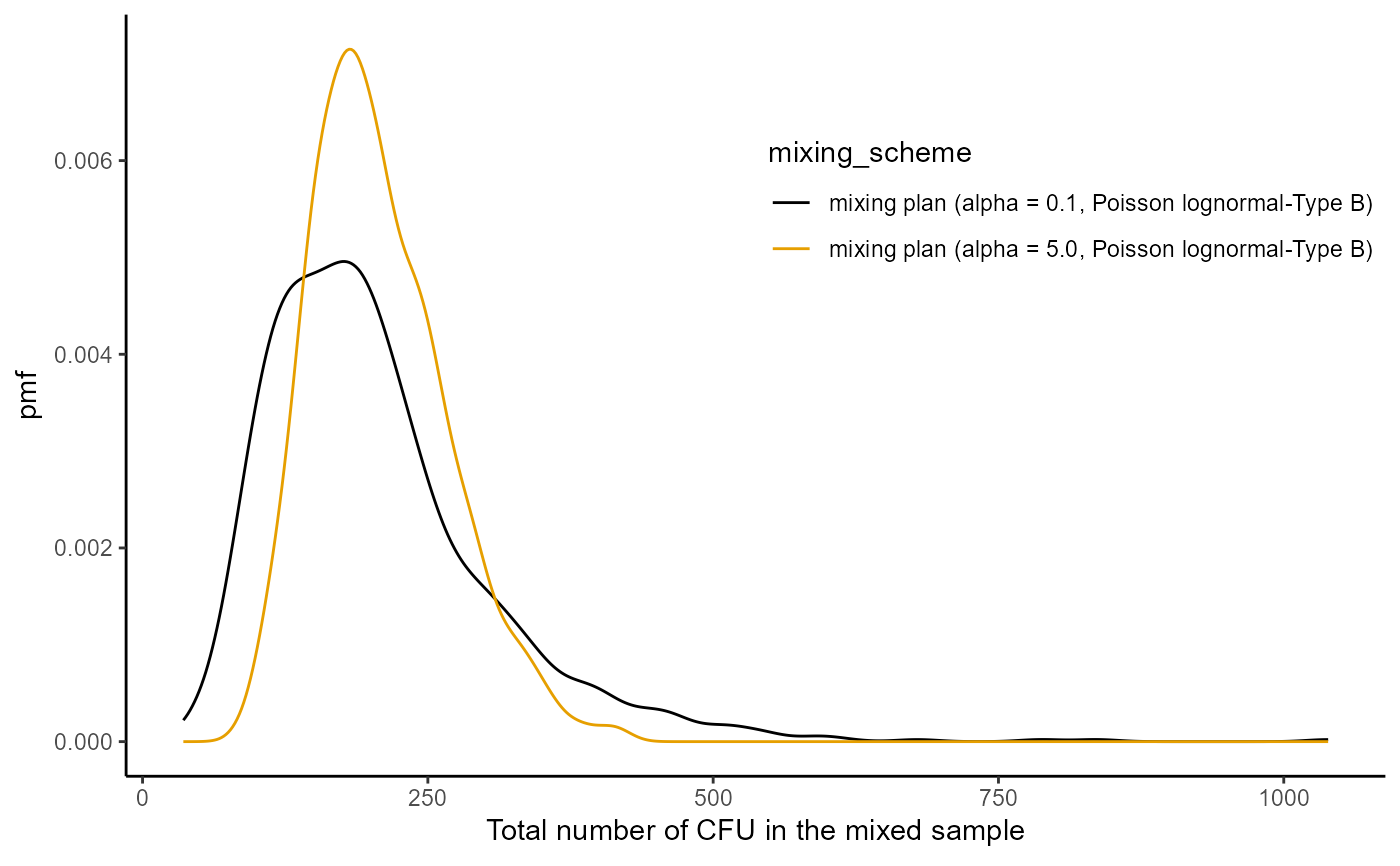 mixing_scheme
mixing plan (alpha = 0.1, Poisson lognormal-Type B)
mixing plan (alpha = 5.0, Poisson lognormal-Type B)
pmf
0.006
0.004
0.002
0.000
0 250 500 750 1000
Total number of CFU in the mixed sample